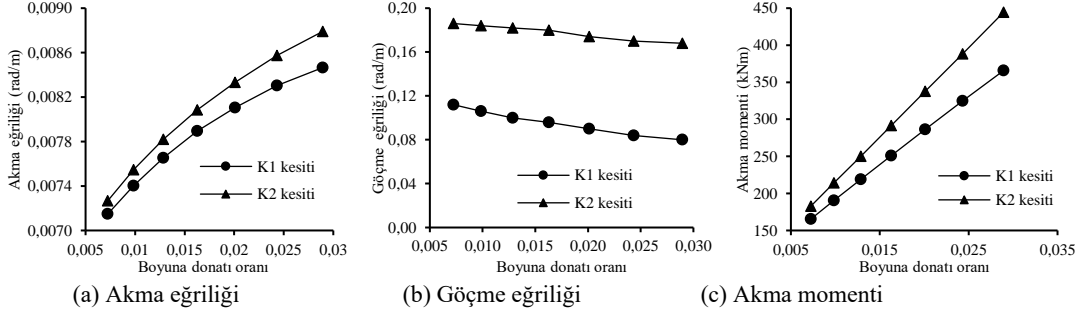 0,0090
0,0086
0,0082
0,0078
0,0074
0,0070
Akma eğriliği (rad/m)
K1 kesiti
K2 kesiti
0,005 0,01 0,015 0,020 0,025 0,03
Boyuna donatı oranı
(a) Akma eğriliği
0,20
0,16
0,12
0,08
0,04
0,00
Göçme eğriliği (rad/m)
K1 kesiti
K2 kesiti
0,005 0,010 0,015 0,020 0,025 0,030
Boyuna donatı oranı
(b) Göçme eğriliği
450
400
350
300
250
200
150
Akma momenti (kNm)
K1 kesiti
K2 kesiti
0,005 0,015 0,025 0,035
Boyuna donatı oranı
(c) Akma momenti